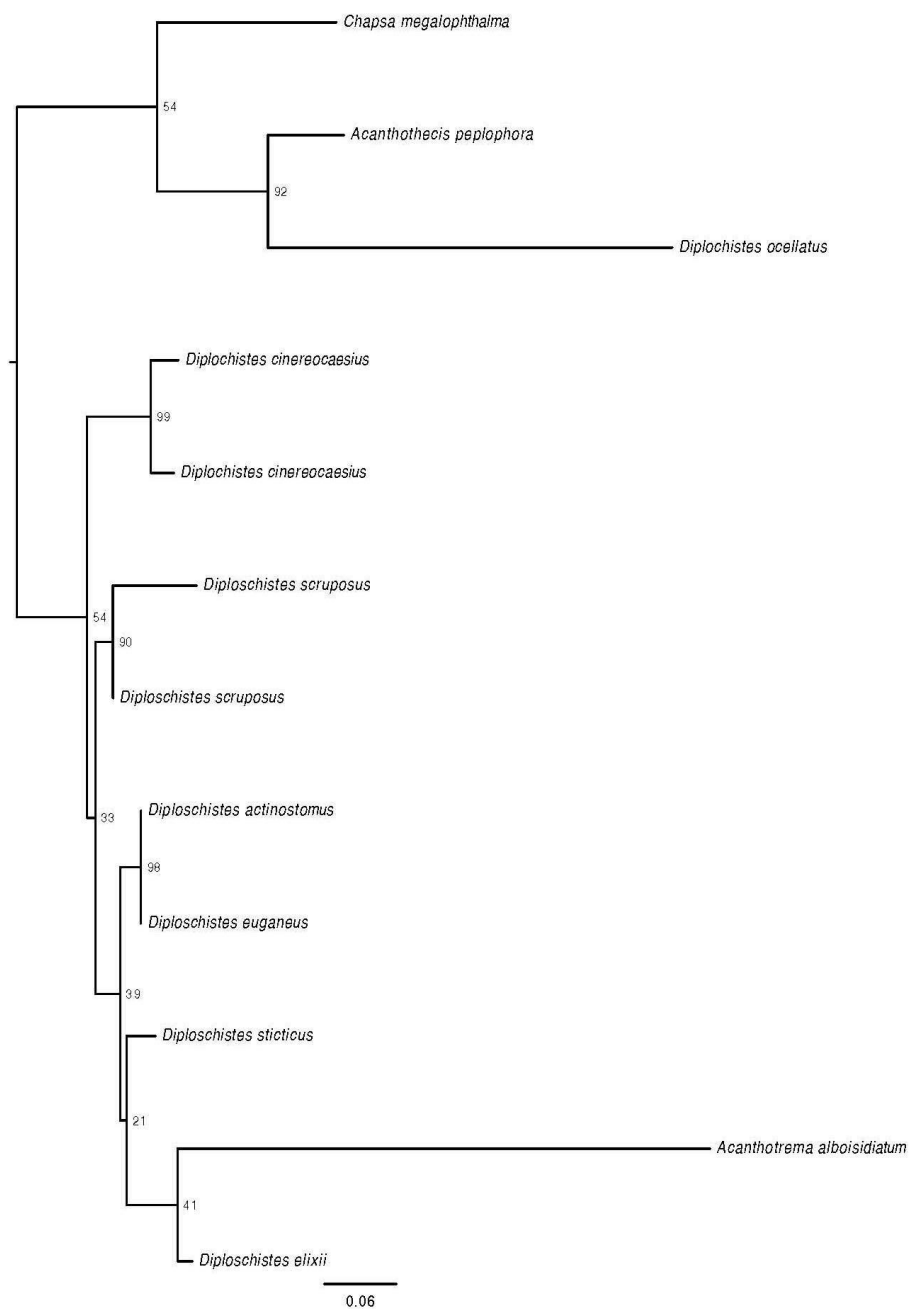 Chapsa megalophthalma
54
Acanthothecis peplophora
92
Diplochistes ocellatus
Diplochistes cinereocaesius
99
Diplochistes cinereocaesius
Diploschistes scruposus
54
90
Diploschistes scruposus
Diploschistes actinostomus
33
98
Diploschistes euganeus
39
Diploschistes sticticus
21
Acanthotrema alboisidiatum
41
Diploschistes elixii
0.06